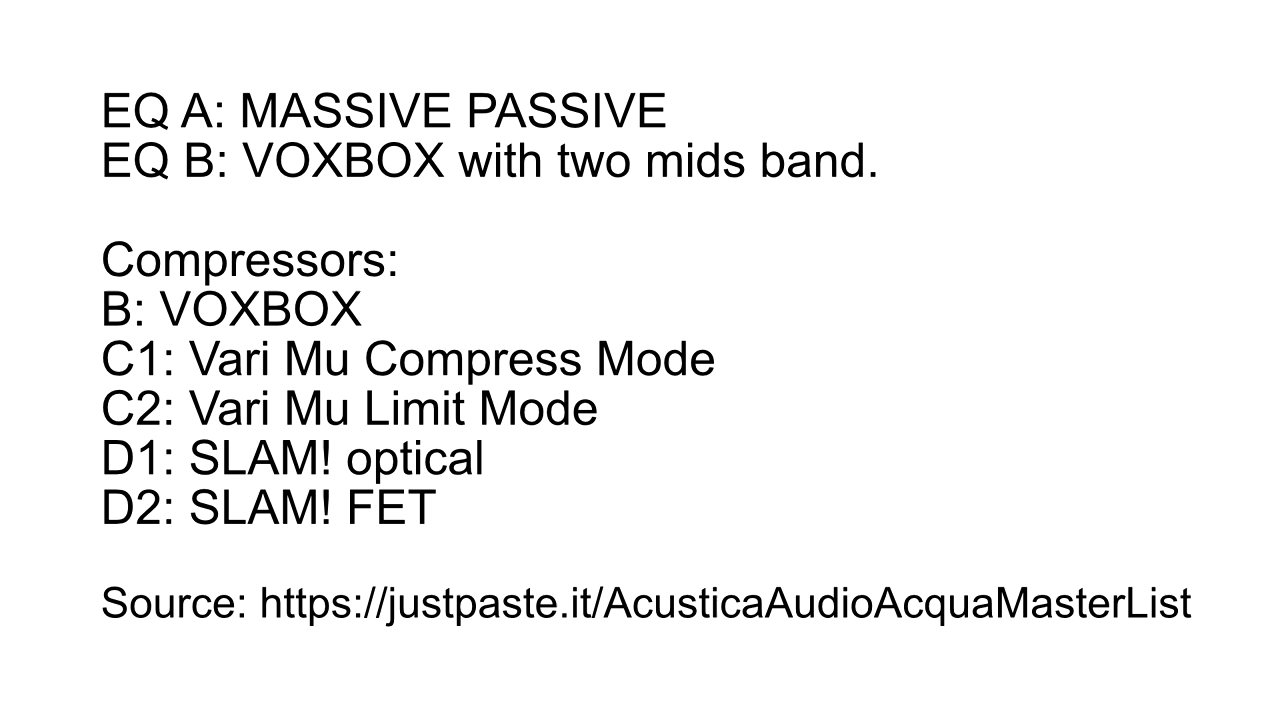 EQ A: MASSIVE PASSIVE
EQ B: VOXBOX with two mids band.
Compressors:
B: VOXBOX
C1: Vari Mu Compress Mode
C2: Vari Mu Limit Mode
D1: SLAM! optical
D2: SLAM! FET
Source: https://justpaste.it/AcusticaAudioAcquaMasterList